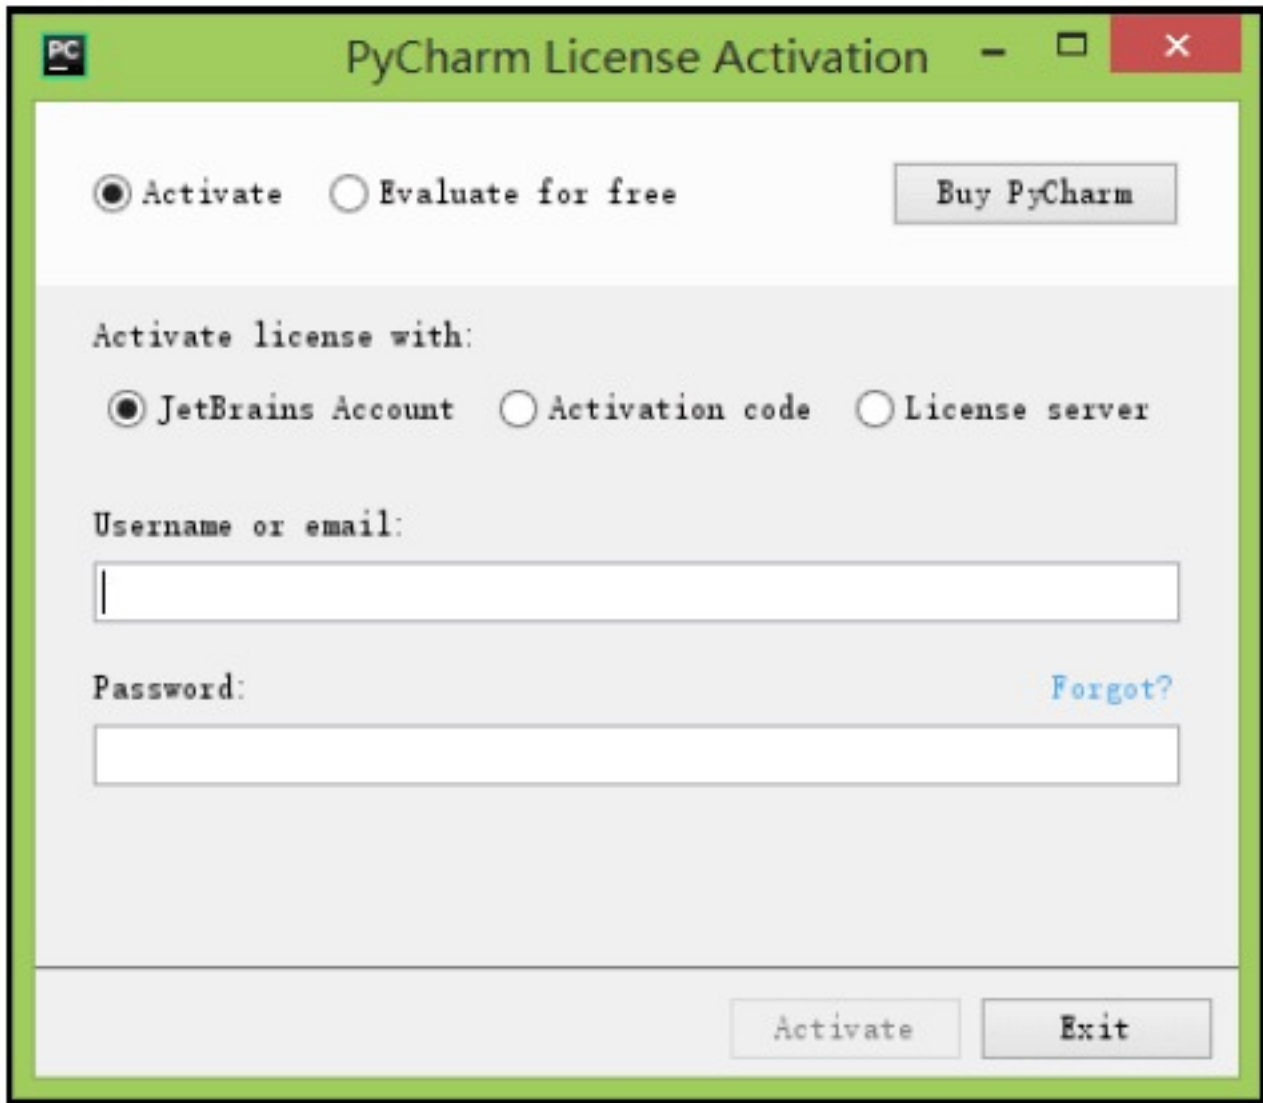 PC PyCharm License Activation
Activate Evaluate for free Buy PyCharm
Activate license with:
JetBrains Account Activation code License server
Username or email:
Password: Forgot?
Activate Exit